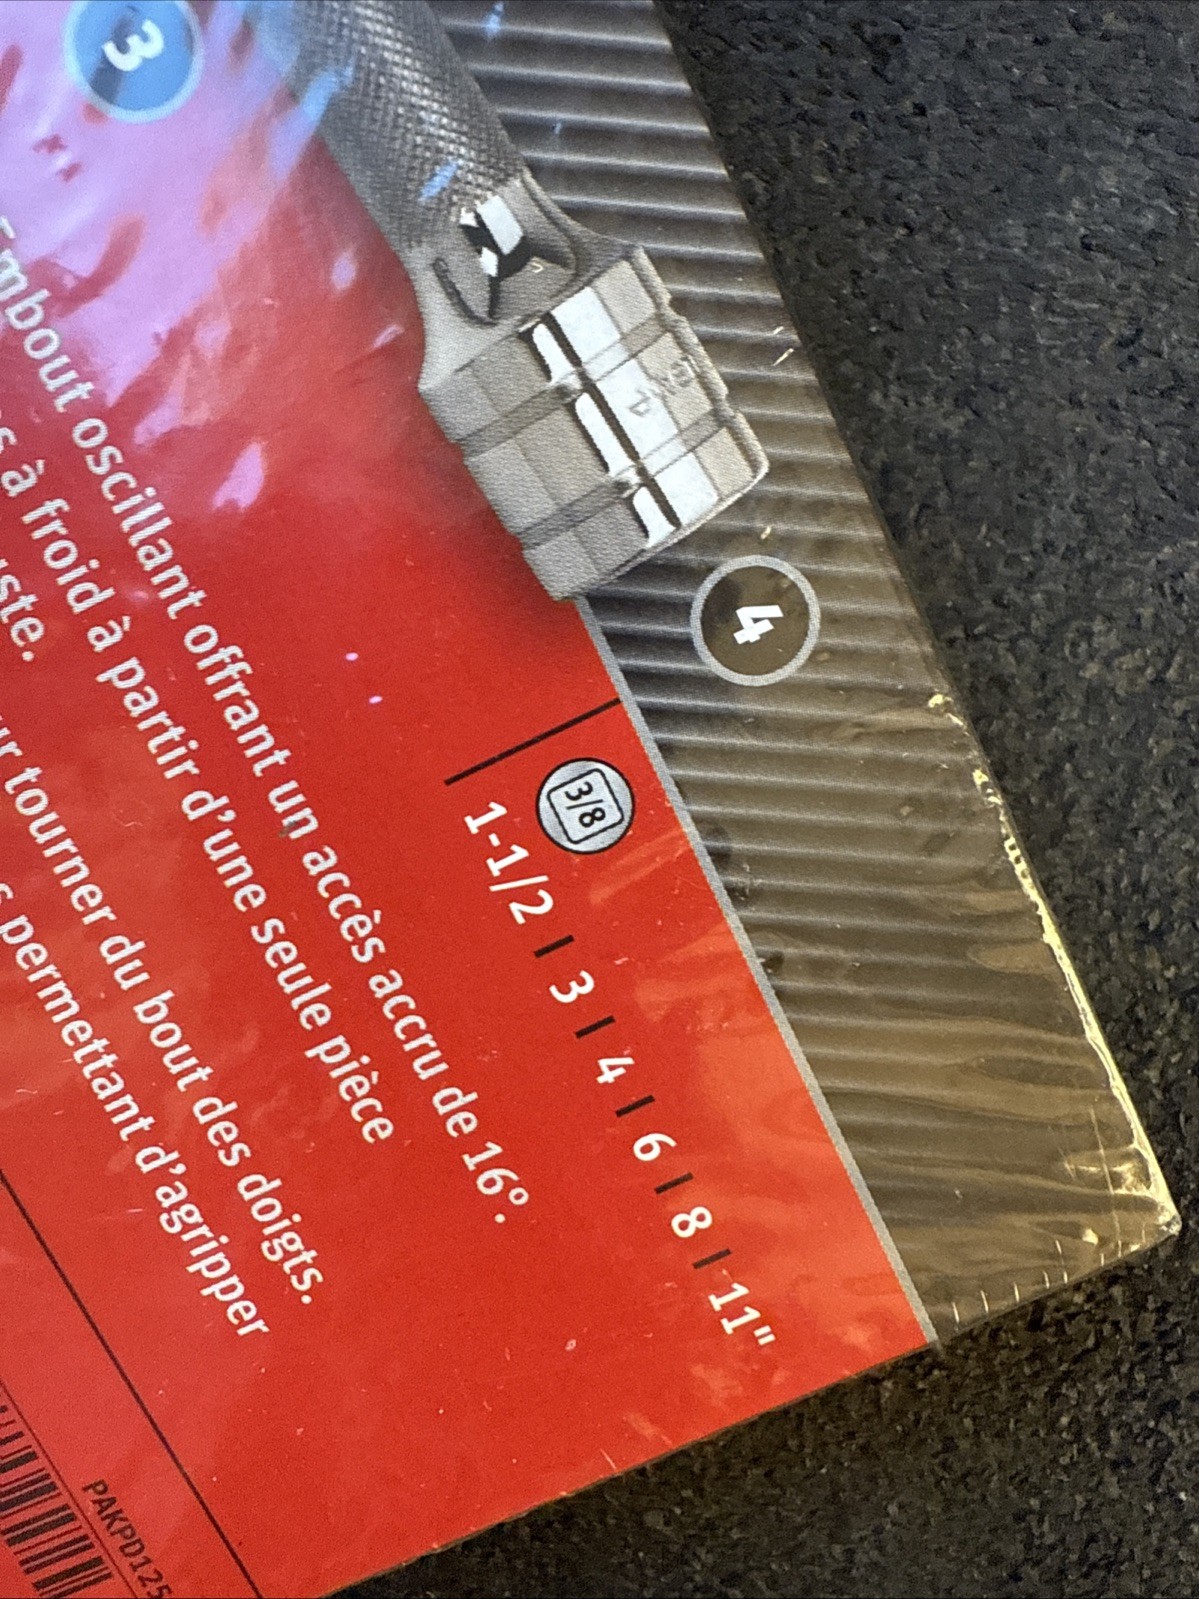 3
4
3/8
1-1/2 | 3 | 4 | 6 | 8 | 11"
Embout oscillant offrant un accès accru de 16°.
à froid à partir d'une seule pièce
tourner du bout des doigts.
permettant d'agripper
PAKPD125